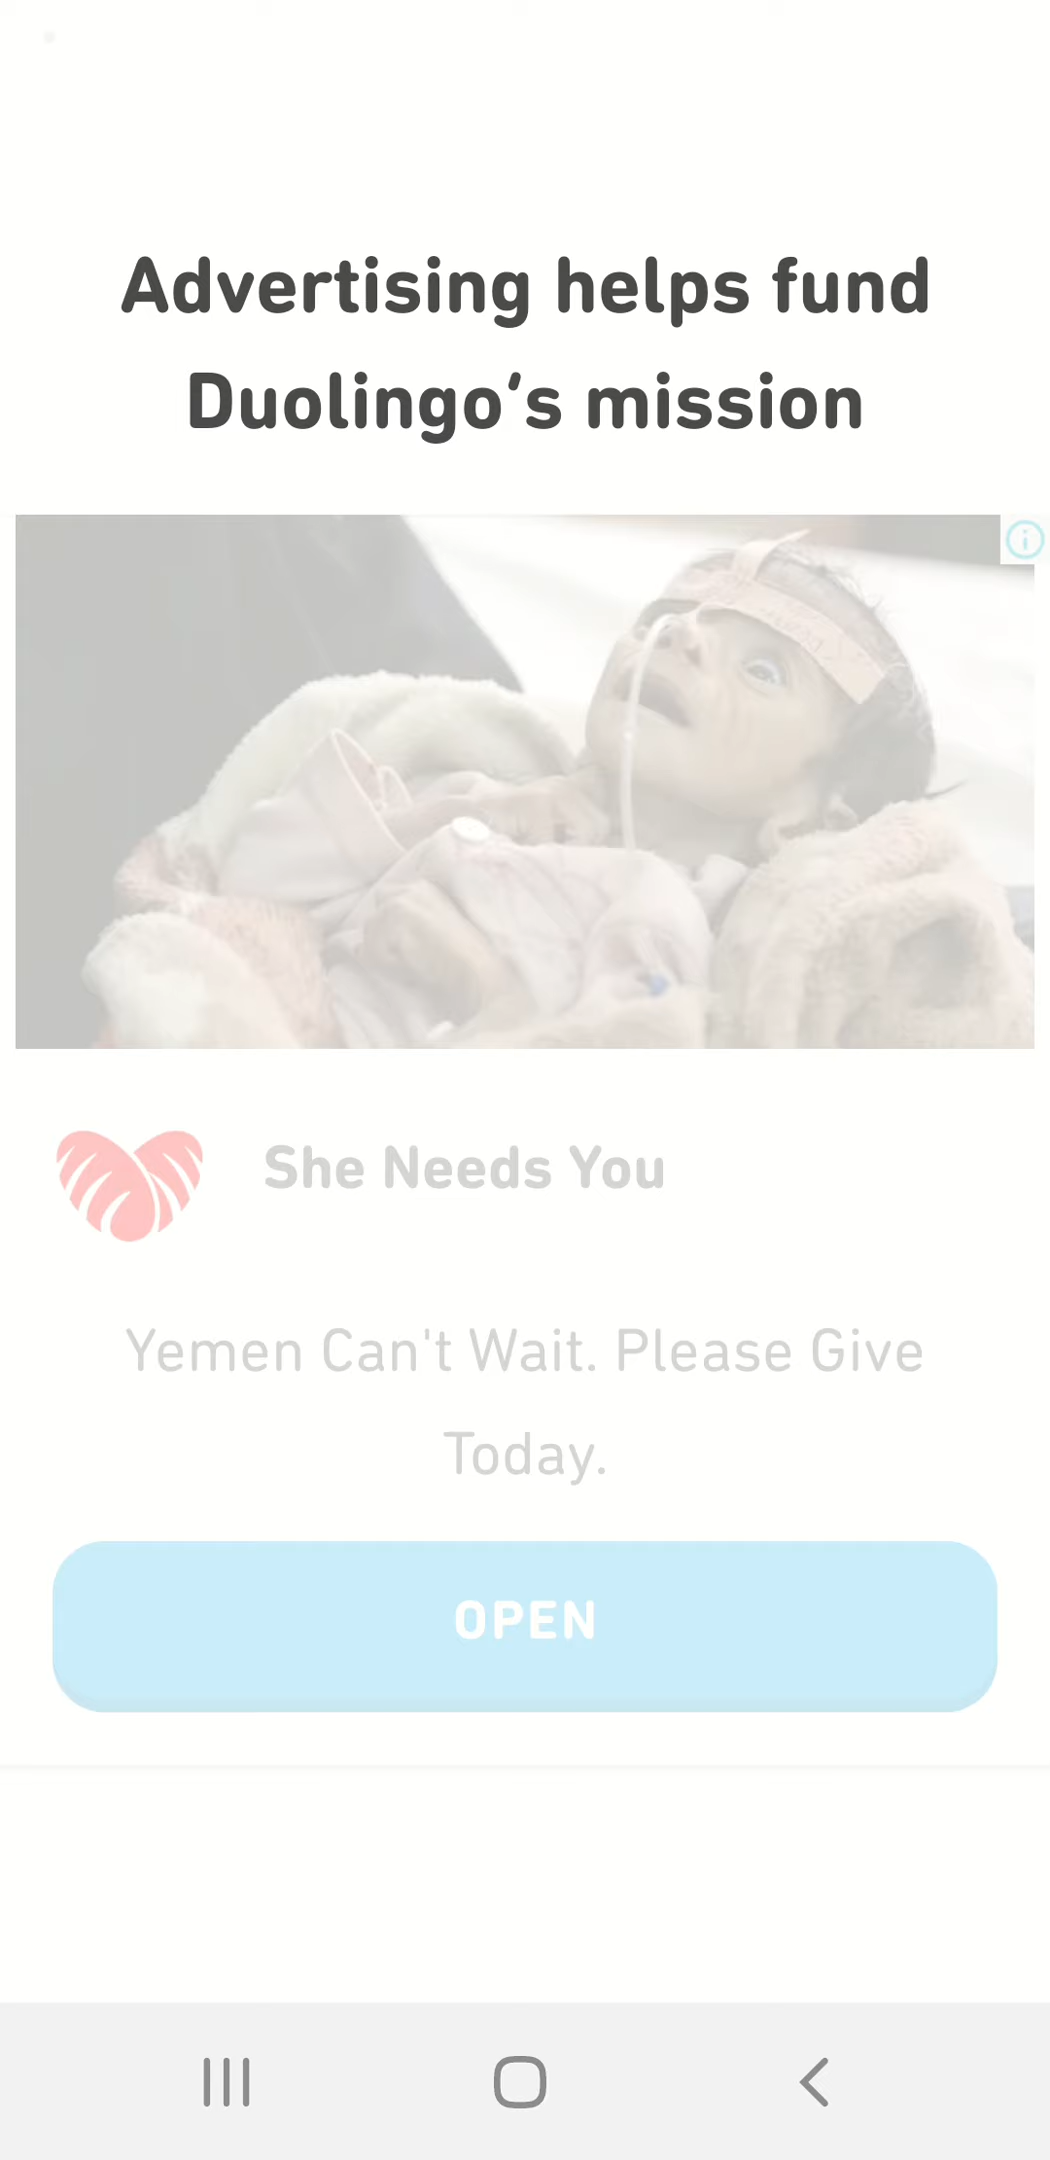 Advertising helps fund
Duolingo’s mission
She Needs You
Yemen Can't Wait. Please Give
Today.
OPEN